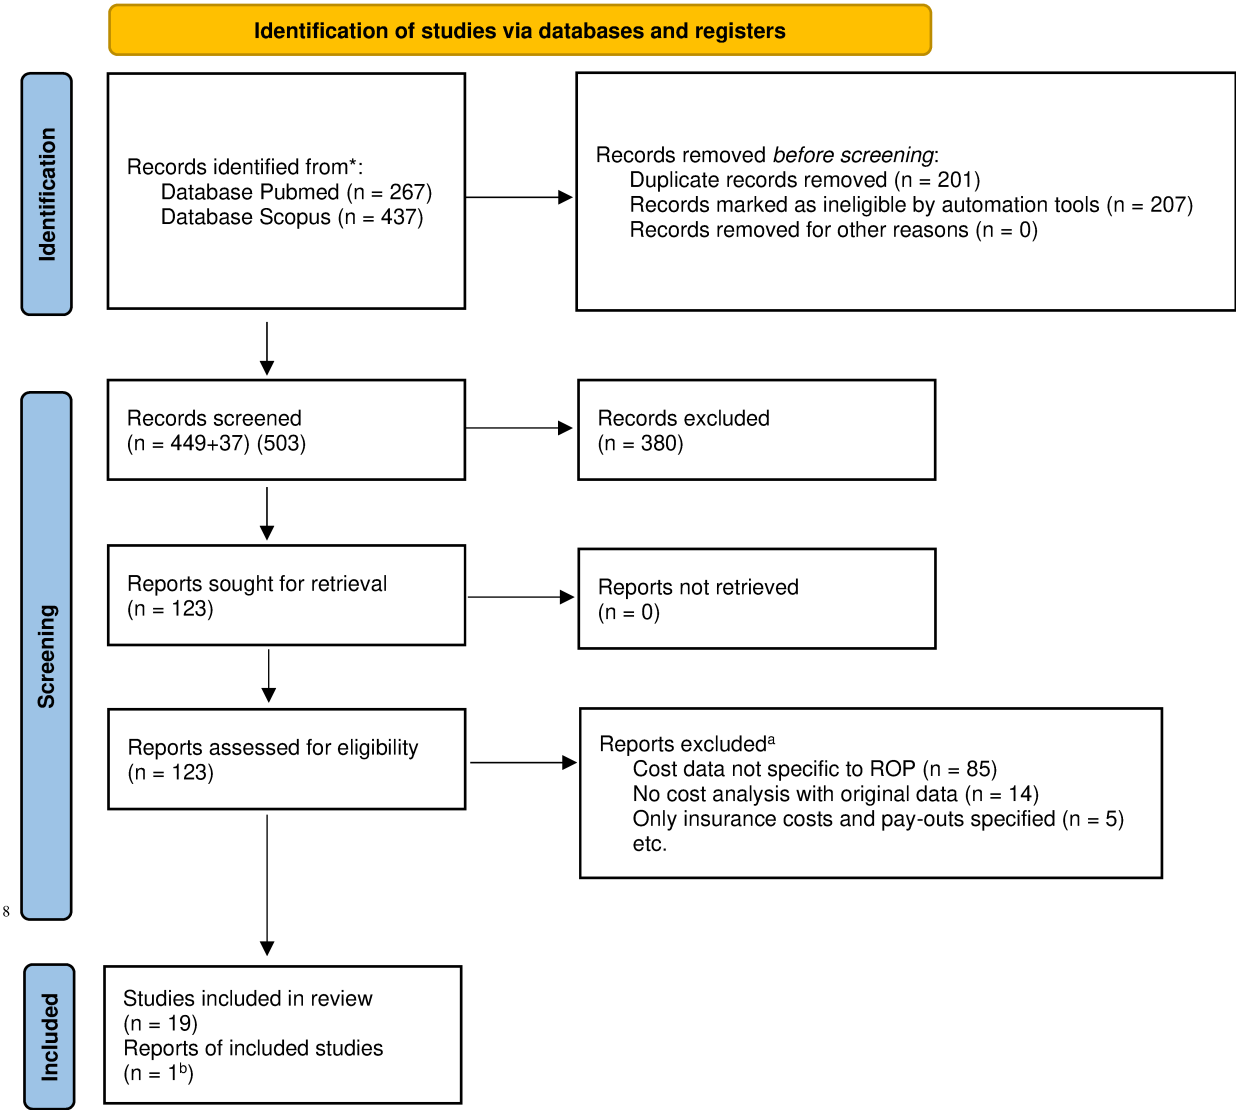 Identification of studies via databases and registers
Identification
Records identified from*:
Database Pubmed (n = 267)
Database Scopus (n = 437)
Records removed before screening:
Duplicate records removed (n = 201)
Records marked as ineligible by automation tools (n = 207)
Records removed for other reasons (n = 0)
Screening
Records screened
(n = 449+37) (503)
Records excluded
(n = 380)
Reports sought for retrieval
(n = 123)
Reports not retrieved
(n = 0)
Reports assessed for eligibility
(n = 123)
Reports excludedᵃ
Cost data not specific to ROP (n = 85)
No cost analysis with original data (n = 14)
Only insurance costs and pay-outs specified (n = 5)
etc.
8
Included
Studies included in review
(n = 19)
Reports of included studies
(n = 1ᵇ)